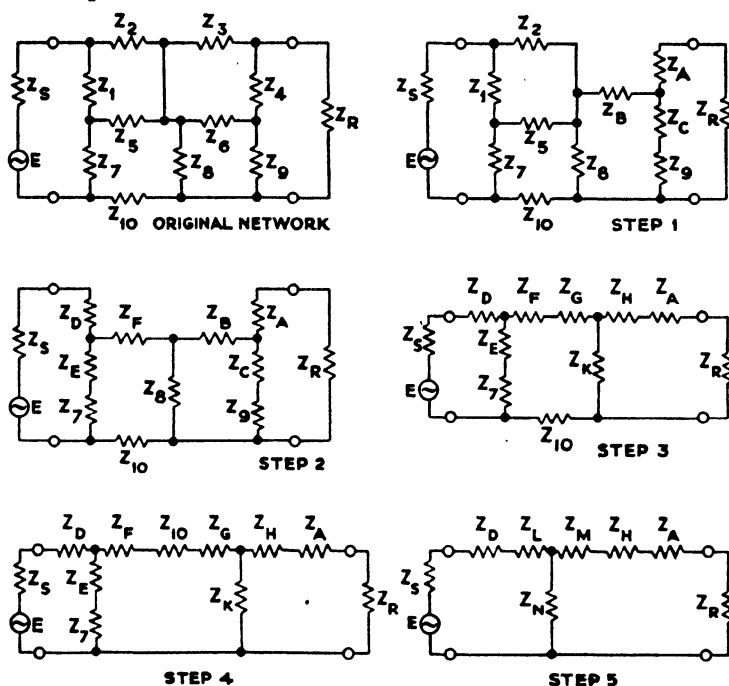 Z2 Z3
ZS Z1 Z4
Z5 Z6 ZR
E Z7 Z8 Z9
Z10 ORIGINAL NETWORK
Z2
ZS Z1 ZA
ZB ZC ZR
Z5
E Z7 Z8 Z9
Z10 STEP 1
ZD ZF ZB ZA
ZS ZE ZC ZR
Z8
E Z7 Z9
Z10 STEP 2
ZD ZF ZG ZH ZA
ZS ZE ZK ZR
E Z7
Z10 STEP 3
ZD ZF Z10 ZG ZH ZA
ZS ZE ZK ZR
E Z7
STEP 4
ZD ZL ZM ZH ZA
ZS ZN ZR
E
STEP 5